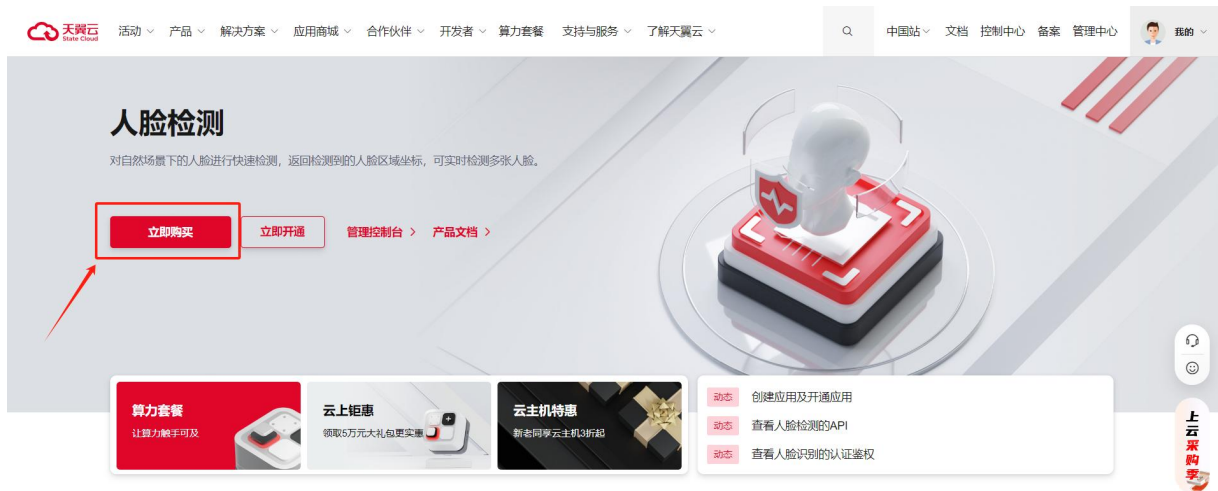 天翼云
State Cloud
活动 产品 解决方案 应用商城 合作伙伴 开发者 算力套餐 支持与服务 了解天翼云 中国站 文档 控制中心 备案 管理中心 我的
人脸检测
对自然场景下的人脸进行快速检测，返回检测到的人脸区域坐标，可实时检测多张人脸。
立即购买 立即开通 管理控制台 > 产品文档 >
算力套餐
让算力触手可及
云上钜惠
领取5万元大礼包更实惠
云主机特惠
新老同享云主机3折起
动态 创建应用及开通应用
动态 查看人脸检测的API
动态 查看人脸识别的认证鉴权
上云采购季